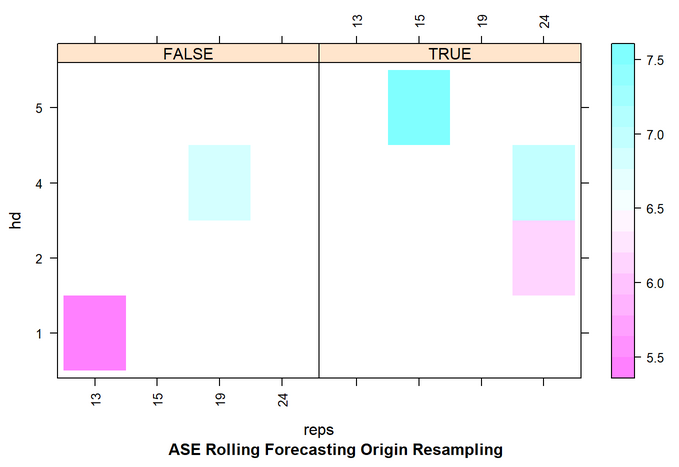 13 15 19 24
FALSE TRUE
7.5
5
7.0
4
6.5
hd
2
6.0
1
5.5
13 15 19 24
reps
ASE Rolling Forecasting Origin Resampling